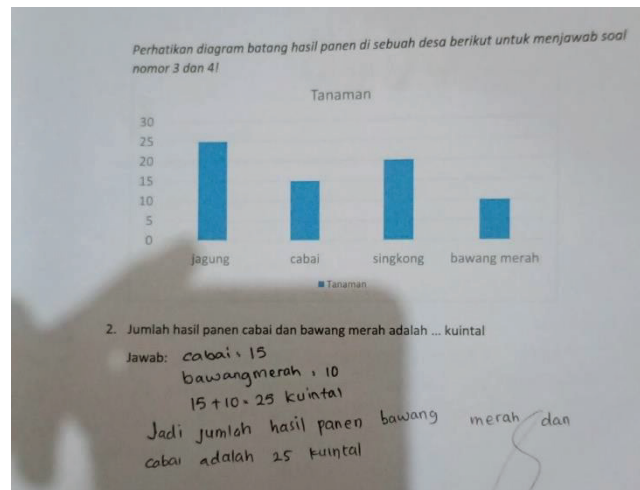 Perhatikan diagram batang hasil panen di sebuah desa berikut untuk menjawab soal
nomor 3 dan 4!
Tanaman
30
25
20
15
10
5
0
jagung cabai singkong bawang merah
Tanaman
2. Jumlah hasil panen cabai dan bawang merah adalah ... kuintal
Jawab: cabai : 15
bawang merah : 10
15 + 10 = 25 kuintal
Jadi jumlah hasil panen bawang merah dan
cabai adalah 25 kuintal